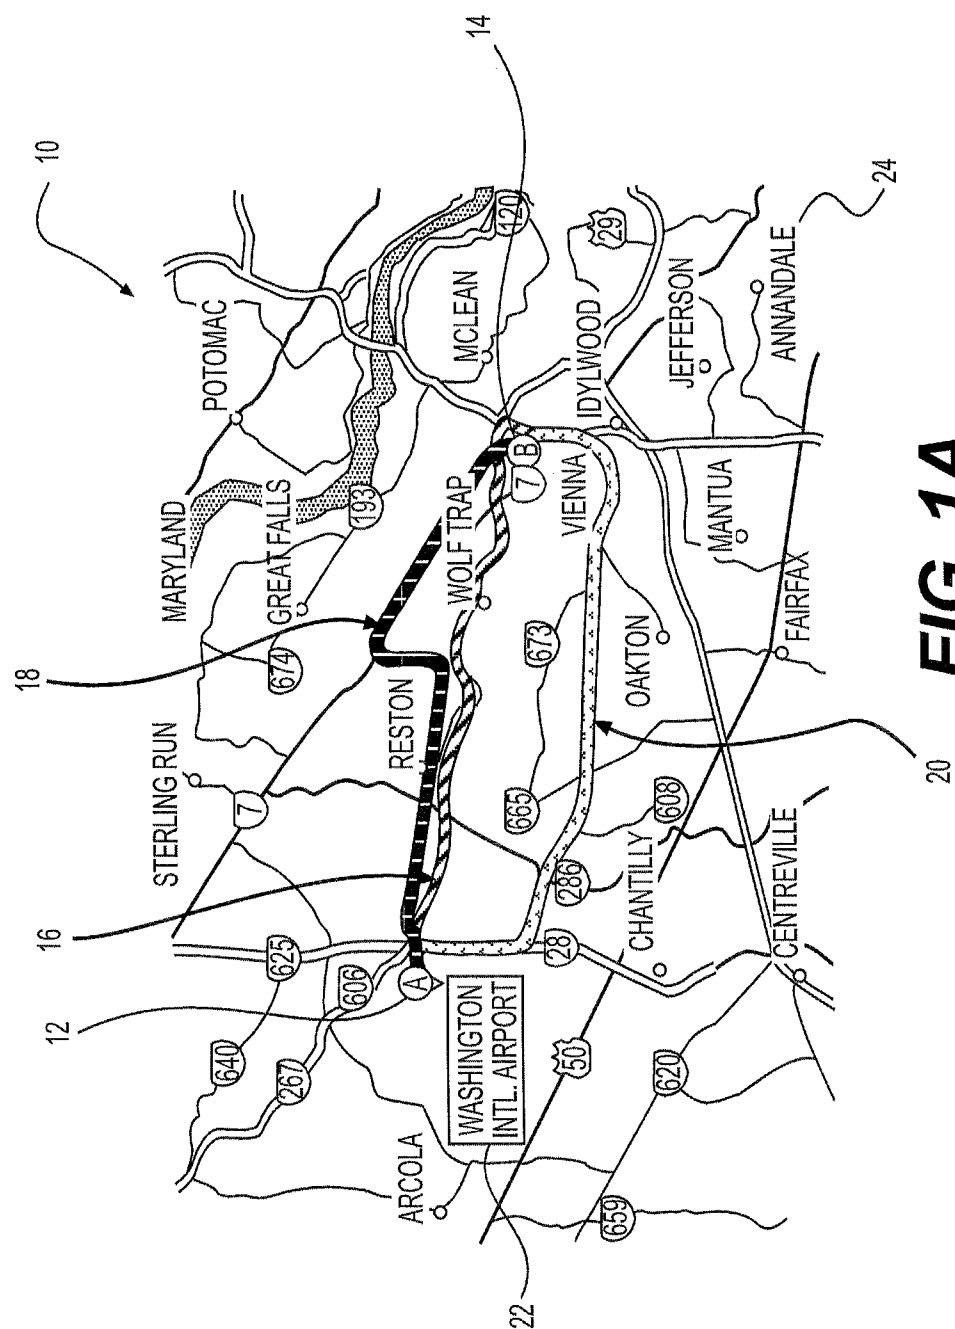 18
10
12
16
14
STERLING RUN
MARYLAND
POTOMAC
640
7
625
674
GREAT FALLS
267
606
193
ARCOLA
RESTON
A
WOLF TRAP
MCLEAN
WASHINGTON
INTL. AIRPORT
120
22
665
7
B
673
28
286
VIENNA
50
IDYLWOOD
29
659
CHANTILLY
OAKTON
620
608
JEFFERSON
MANTUA
CENTREVILLE
FAIRFAX
ANNANDALE
24
20
FIG 1A